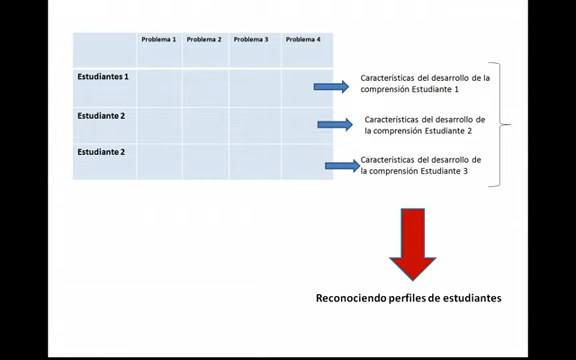 Problema 1 Problema 2 Problema 3 Problema 4
Estudiantes 1
Características del desarrollo de la
comprensión Estudiante 1
Estudiante 2
Características del desarrollo de
la comprensión Estudiante 2
Estudiante 2
Características del desarrollo de
la comprensión Estudiante 3
Reconociendo perfiles de estudiantes